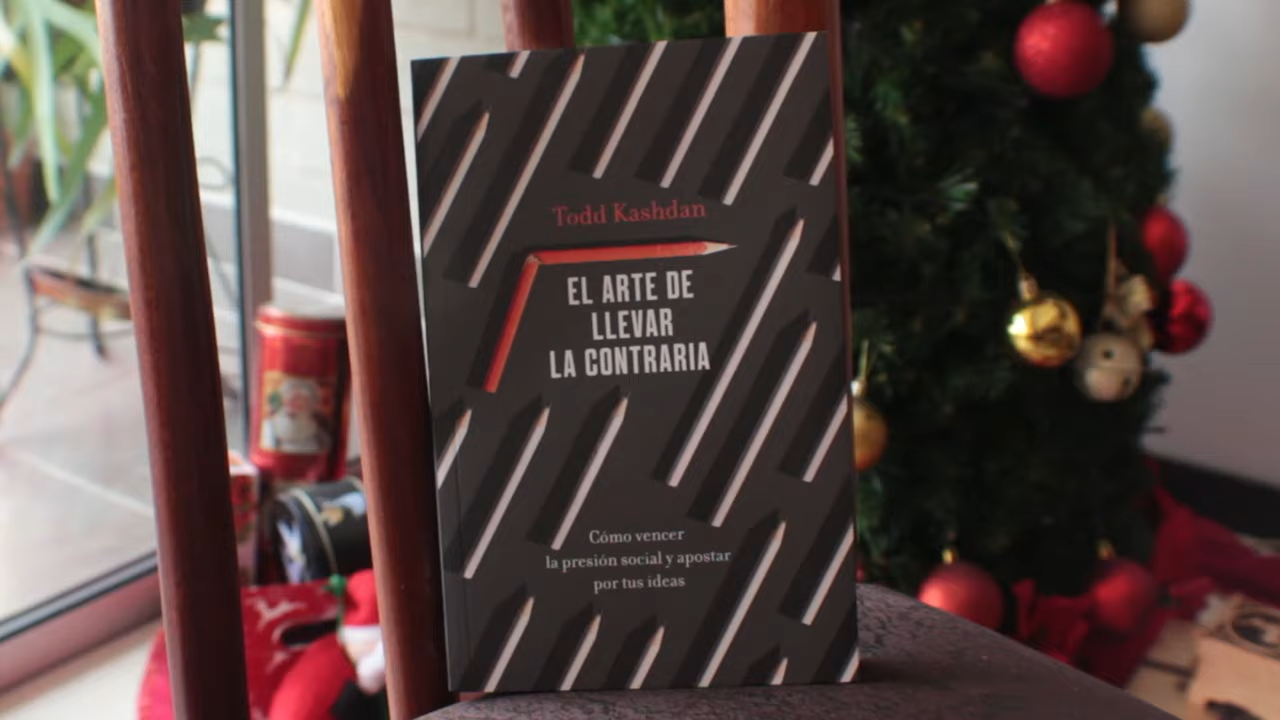 Todd Kashdan
EL ARTE DE
LLEVAR
LA CONTRARIA
Cómo vencer
la presión social y apostar
por tus ideas